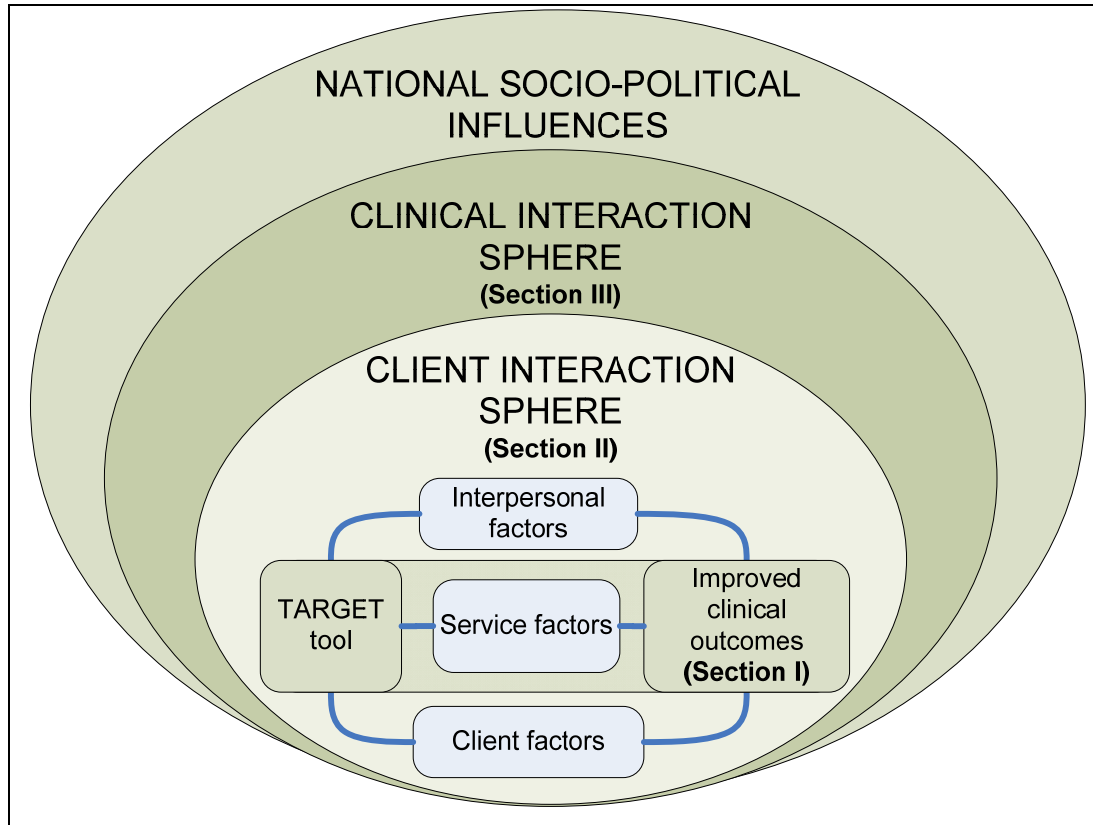 NATIONAL SOCIO-POLITICAL
INFLUENCES
CLINICAL INTERACTION
SPHERE
(Section III)
CLIENT INTERACTION
SPHERE
(Section II)
Interpersonal
factors
TARGET
tool
Service factors
Improved
clinical
outcomes
(Section I)
Client factors